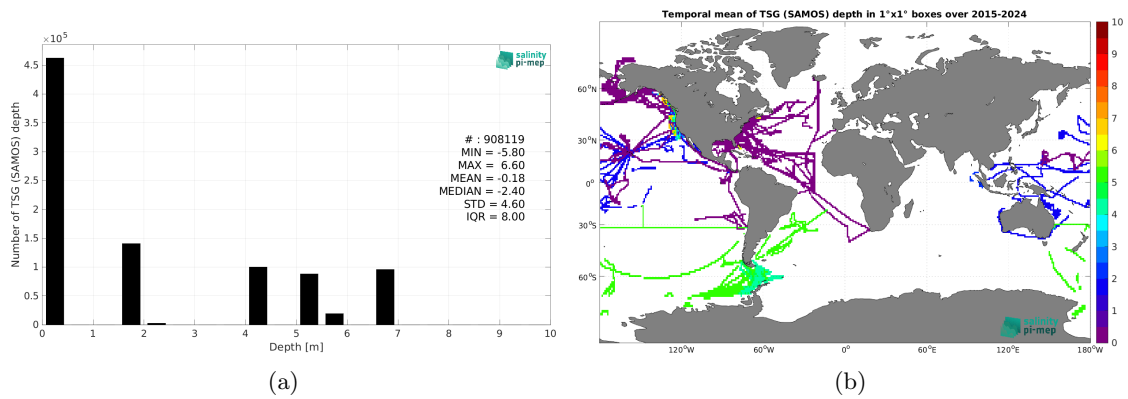 ×10⁵
4.5
4
3.5
3
2.5
2
1.5
1
0.5
0
Number of TSG (SAMOS) depth
salinity
pi-mep
# : 908119
MIN = -5.80
MAX = 6.60
MEAN = -0.18
MEDIAN = -2.40
STD = 4.60
IQR = 8.00
0 1 2 3 4 5 6 7 8 9 10
Depth [m]
(a)
Temporal mean of TSG (SAMOS) depth in 1°x1° boxes over 2015-2024
60°N
30°N
0°
30°S
60°S
120°W 60°W 0° 60°E 120°E 180°W
salinity
pi-mep
10
9
8
7
6
5
4
3
2
1
0
(b)